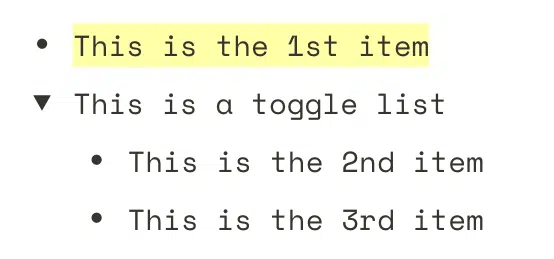 • This is the 1st item
▼ This is a toggle list
• This is the 2nd item
• This is the 3rd item